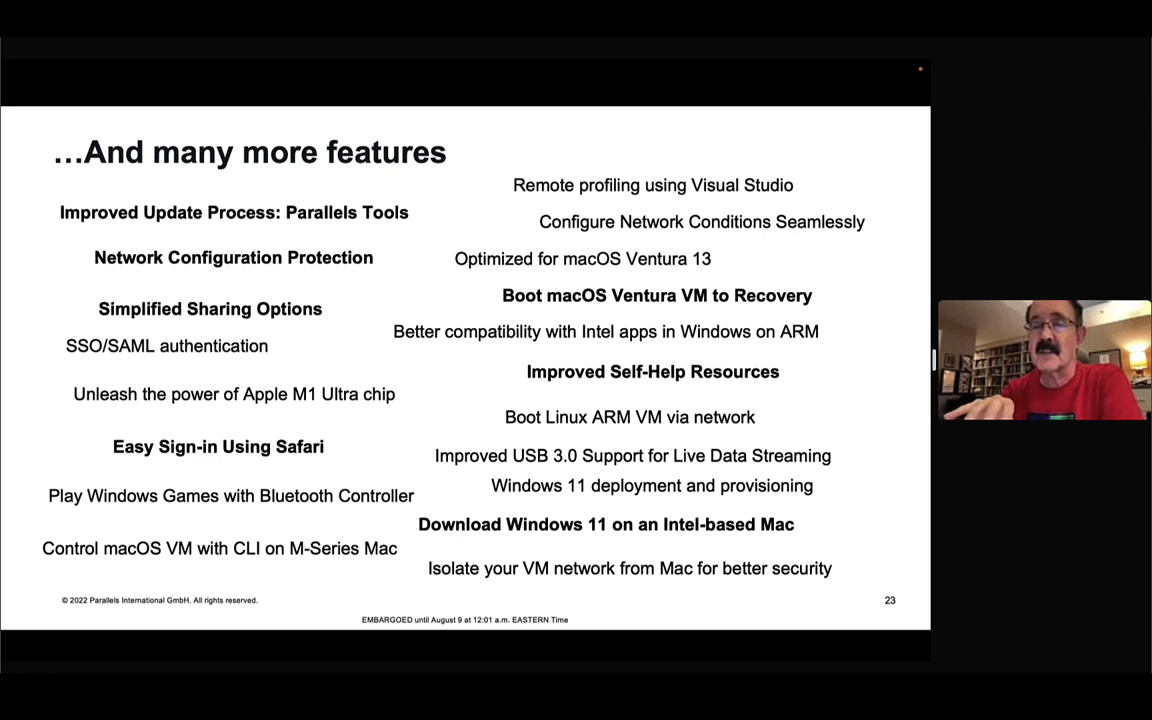 …And many more features
Remote profiling using Visual Studio
Improved Update Process: Parallels Tools
Configure Network Conditions Seamlessly
Network Configuration Protection
Optimized for macOS Ventura 13
Boot macOS Ventura VM to Recovery
Simplified Sharing Options
Better compatibility with Intel apps in Windows on ARM
SSO/SAML authentication
Improved Self-Help Resources
Unleash the power of Apple M1 Ultra chip
Boot Linux ARM VM via network
Easy Sign-in Using Safari
Improved USB 3.0 Support for Live Data Streaming
Windows 11 deployment and provisioning
Play Windows Games with Bluetooth Controller
Download Windows 11 on an Intel-based Mac
Control macOS VM with CLI on M-Series Mac
Isolate your VM network from Mac for better security
© 2022 Parallels International GmbH. All rights reserved.
23
EMBARGOED until August 9 at 12:01 a.m. EASTERN Time